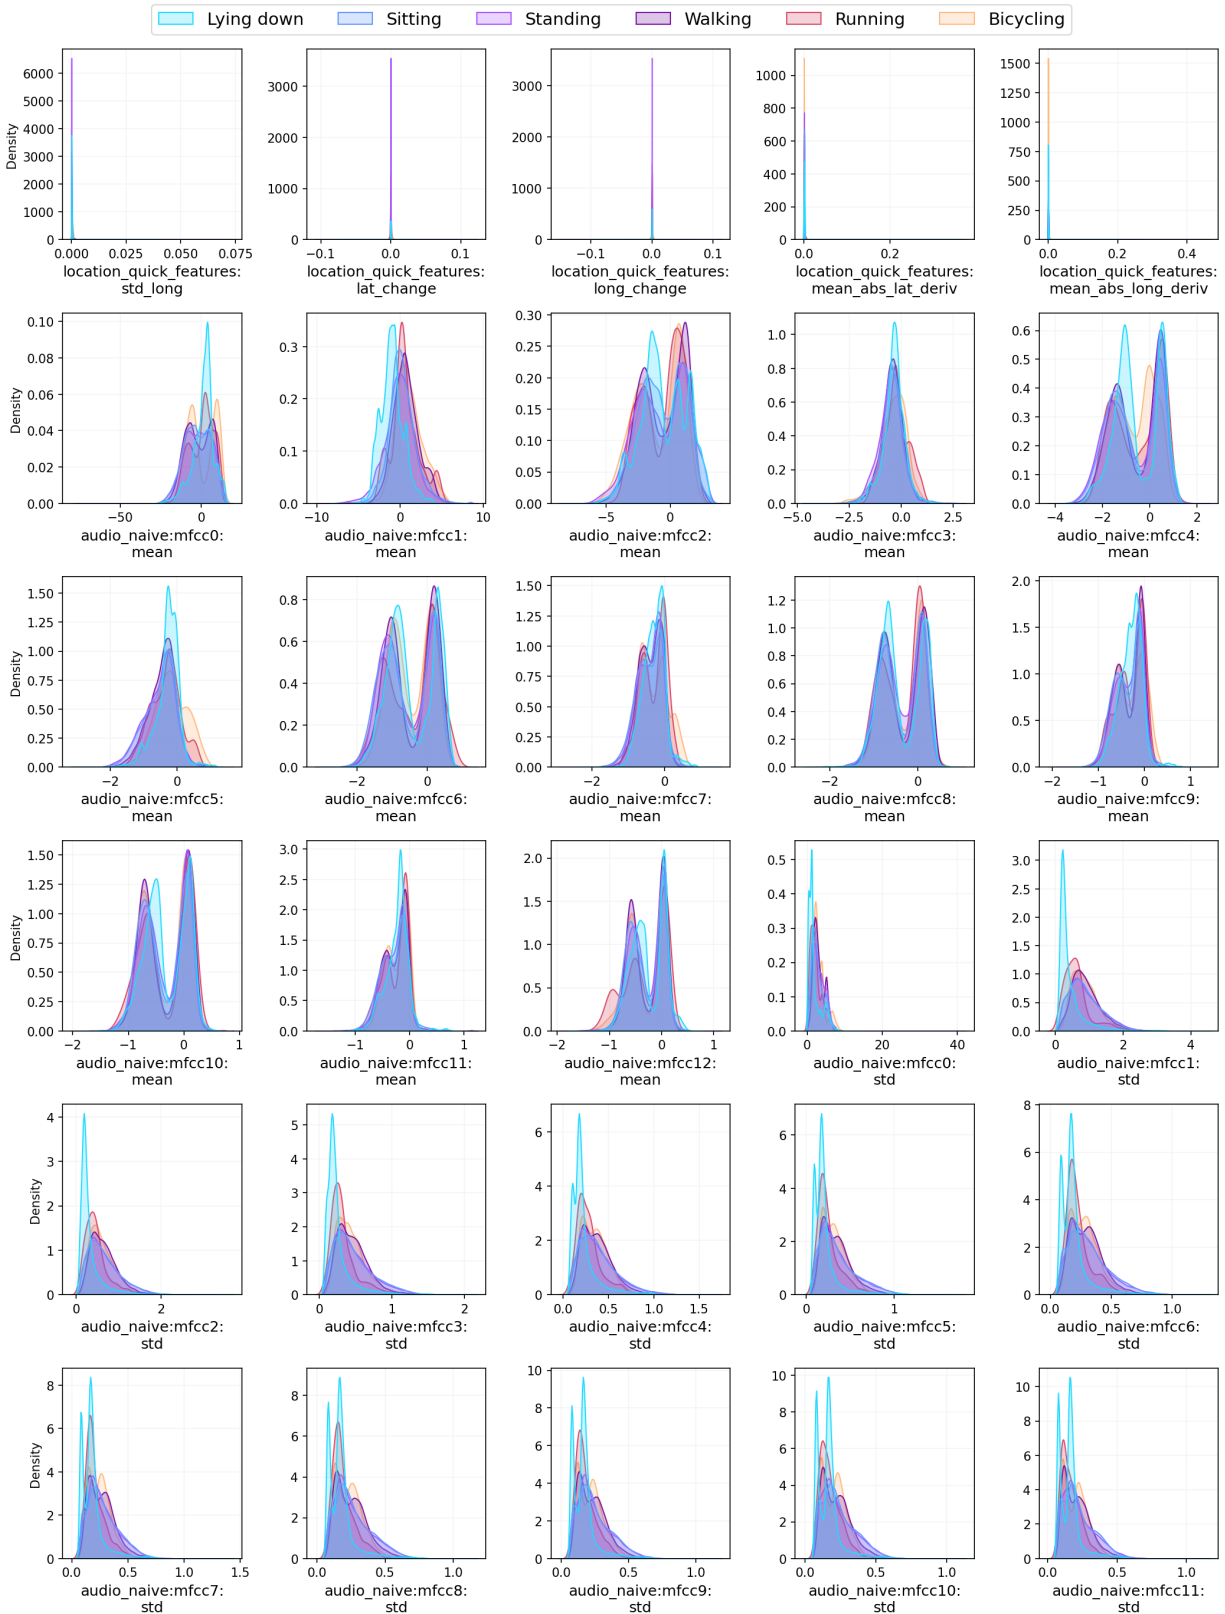 Lying down Sitting Standing Walking Running Bicycling
6000 5000 4000 3000 2000 1000 0
Density
0.000 0.025 0.050 0.075
location_quick_features:
std_long
3000 2000 1000 0
−0.1 0.0 0.1
location_quick_features:
lat_change
3000 2000 1000 0
−0.1 0.0 0.1
location_quick_features:
long_change
1000 800 600 400 200 0
0.0 0.2
location_quick_features:
mean_abs_lat_deriv
1500 1250 1000 750 500 250 0
0.0 0.2 0.4
location_quick_features:
mean_abs_long_deriv
0.10 0.08 0.06 0.04 0.02 0.00
Density
−50 0
audio_naive:mfcc0:
mean
0.3 0.2 0.1 0.0
−10 0 10
audio_naive:mfcc1:
mean
0.30 0.25 0.20 0.15 0.10 0.05 0.00
−5 0
audio_naive:mfcc2:
mean
1.0 0.8 0.6 0.4 0.2 0.0
−5.0 −2.5 0.0 2.5
audio_naive:mfcc3:
mean
0.6 0.5 0.4 0.3 0.2 0.1 0.0
−4 −2 0 2
audio_naive:mfcc4:
mean
1.50 1.25 1.00 0.75 0.50 0.25 0.00
Density
−2 0
audio_naive:mfcc5:
mean
0.8 0.6 0.4 0.2 0.0
−2 0
audio_naive:mfcc6:
mean
1.50 1.25 1.00 0.75 0.50 0.25 0.00
−2 0
audio_naive:mfcc7:
mean
1.2 1.0 0.8 0.6 0.4 0.2 0.0
−2 0
audio_naive:mfcc8:
mean
2.0 1.5 1.0 0.5 0.0
−2 −1 0 1
audio_naive:mfcc9:
mean
1.50 1.25 1.00 0.75 0.50 0.25 0.00
Density
−2 −1 0 1
audio_naive:mfcc10:
mean
3.0 2.5 2.0 1.5 1.0 0.5 0.0
−1 0 1
audio_naive:mfcc11:
mean
2.0 1.5 1.0 0.5 0.0
−2 −1 0 1
audio_naive:mfcc12:
mean
0.5 0.4 0.3 0.2 0.1 0.0
0 20 40
audio_naive:mfcc0:
std
3.0 2.5 2.0 1.5 1.0 0.5 0.0
0 2 4
audio_naive:mfcc1:
std
4 3 2 1 0
Density
0 2
audio_naive:mfcc2:
std
5 4 3 2 1 0
0 1 2
audio_naive:mfcc3:
std
6 4 2 0
0.0 0.5 1.0 1.5
audio_naive:mfcc4:
std
6 4 2 0
0 1
audio_naive:mfcc5:
std
8 6 4 2 0
0.0 0.5 1.0
audio_naive:mfcc6:
std
8 6 4 2 0
Density
0.0 0.5 1.0 1.5
audio_naive:mfcc7:
std
8 6 4 2 0
0.0 0.5 1.0
audio_naive:mfcc8:
std
10 8 6 4 2 0
0.0 0.5 1.0
audio_naive:mfcc9:
std
10 8 6 4 2 0
0.0 0.5 1.0
audio_naive:mfcc10:
std
10 8 6 4 2 0
0.0 0.5 1.0
audio_naive:mfcc11:
std